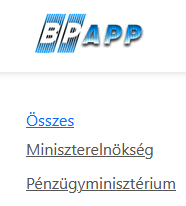 BPAPP
Összes
Miniszterelnökség
Pénzügyminisztérium